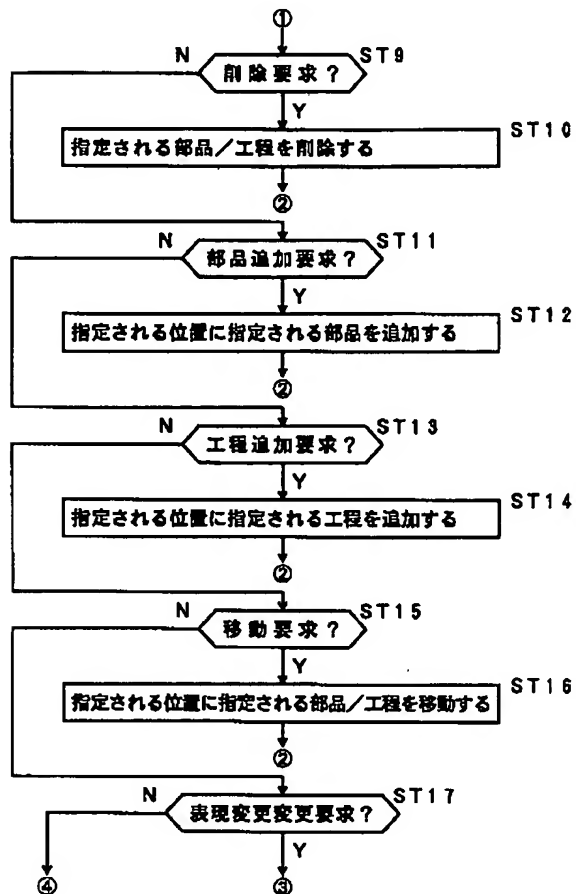 ①
N
ST9
削除要求？
Y
ST10
指定される部品／工程を削除する
②
N
ST11
部品追加要求？
Y
ST12
指定される位置に指定される部品を追加する
②
N
ST13
工程追加要求？
Y
ST14
指定される位置に指定される工程を追加する
②
N
ST15
移動要求？
Y
ST16
指定される位置に指定される部品／工程を移動する
②
N
ST17
表現変更変更要求？
Y
④
③